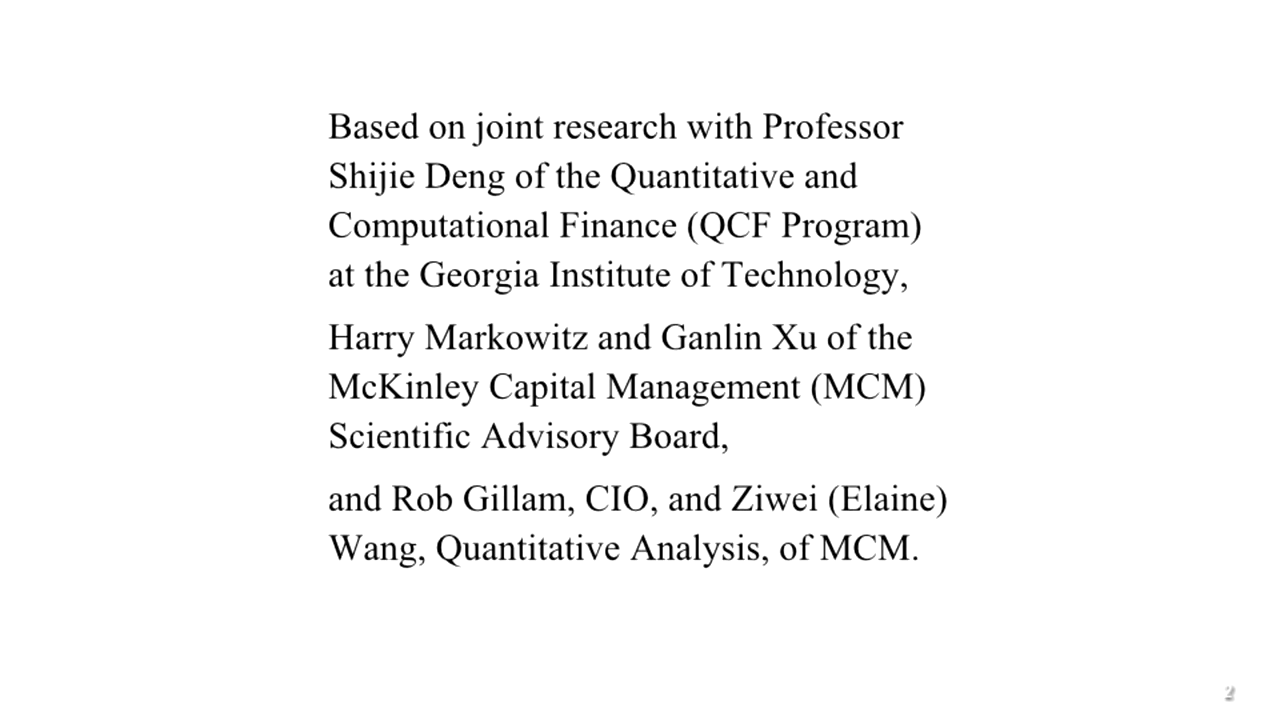 Based on joint research with Professor
Shijie Deng of the Quantitative and
Computational Finance (QCF Program)
at the Georgia Institute of Technology,
Harry Markowitz and Ganlin Xu of the
McKinley Capital Management (MCM)
Scientific Advisory Board,
and Rob Gillam, CIO, and Ziwei (Elaine)
Wang, Quantitative Analysis, of MCM.
2